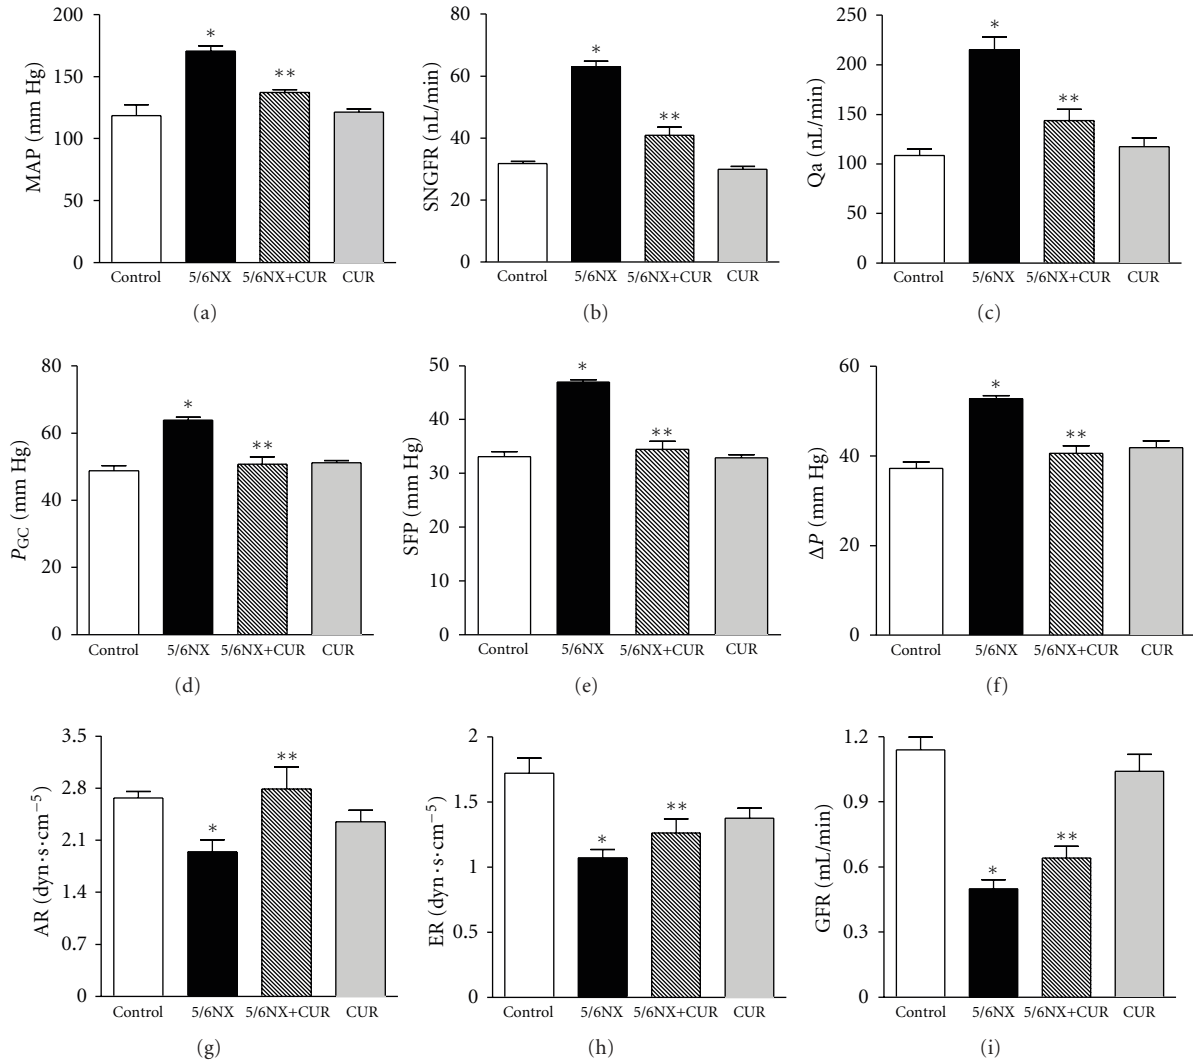 MAP (mm Hg)
200
150
100
50
0
*
**
Control 5/6NX 5/6NX+CUR CUR
(a)
SNGFR (nL/min)
80
60
40
20
0
*
**
Control 5/6NX 5/6NX+CUR CUR
(b)
Qa (nL/min)
250
200
150
100
50
0
*
**
Control 5/6NX 5/6NX+CUR CUR
(c)
P_GC (mm Hg)
80
60
40
20
0
*
**
Control 5/6NX 5/6NX+CUR CUR
(d)
SFP (mm Hg)
50
40
30
20
10
0
*
**
Control 5/6NX 5/6NX+CUR CUR
(e)
ΔP (mm Hg)
60
40
20
0
*
**
Control 5/6NX 5/6NX+CUR CUR
(f)
AR (dyn·s·cm⁻⁵)
3.5
2.8
2.1
1.4
0.7
0
*
**
Control 5/6NX 5/6NX+CUR CUR
(g)
ER (dyn·s·cm⁻⁵)
2
1.5
1
0.5
0
*
**
Control 5/6NX 5/6NX+CUR CUR
(h)
GFR (mL/min)
1.2
0.9
0.6
0.3
0
*
**
Control 5/6NX 5/6NX+CUR CUR
(i)